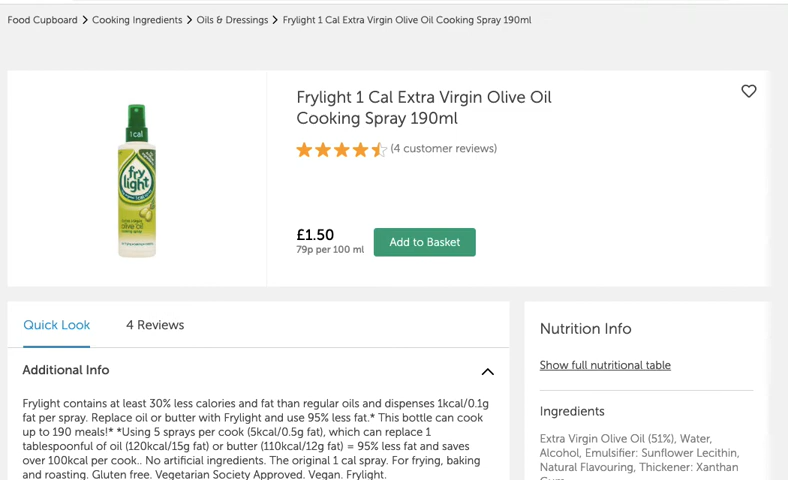 Food Cupboard > Cooking Ingredients > Oils & Dressings > Frylight 1 Cal Extra Virgin Olive Oil Cooking Spray 190ml
Frylight 1 Cal Extra Virgin Olive Oil
Cooking Spray 190ml
(4 customer reviews)
1 cal
fry
light
olive oil
£1.50
79p per 100 ml
Add to Basket
Quick Look
4 Reviews
Additional Info
Frylight contains at least 30% less calories and fat than regular oils and dispenses 1kcal/0.1g
fat per spray. Replace oil or butter with Frylight and use 95% less fat.* This bottle can cook
up to 190 meals!* *Using 5 sprays per cook (5kcal/0.5g fat), which can replace 1
tablespoonful of oil (120kcal/15g fat) or butter (110kcal/12g fat) = 95% less fat and saves
over 100kcal per cook.. No artificial ingredients. The original 1 cal spray. For frying, baking
and roasting. Gluten free. Vegetarian Society Approved. Vegan. Frylight.
Nutrition Info
Show full nutritional table
Ingredients
Extra Virgin Olive Oil (51%), Water,
Alcohol, Emulsifier: Sunflower Lecithin,
Natural Flavouring, Thickener: Xanthan
Gum